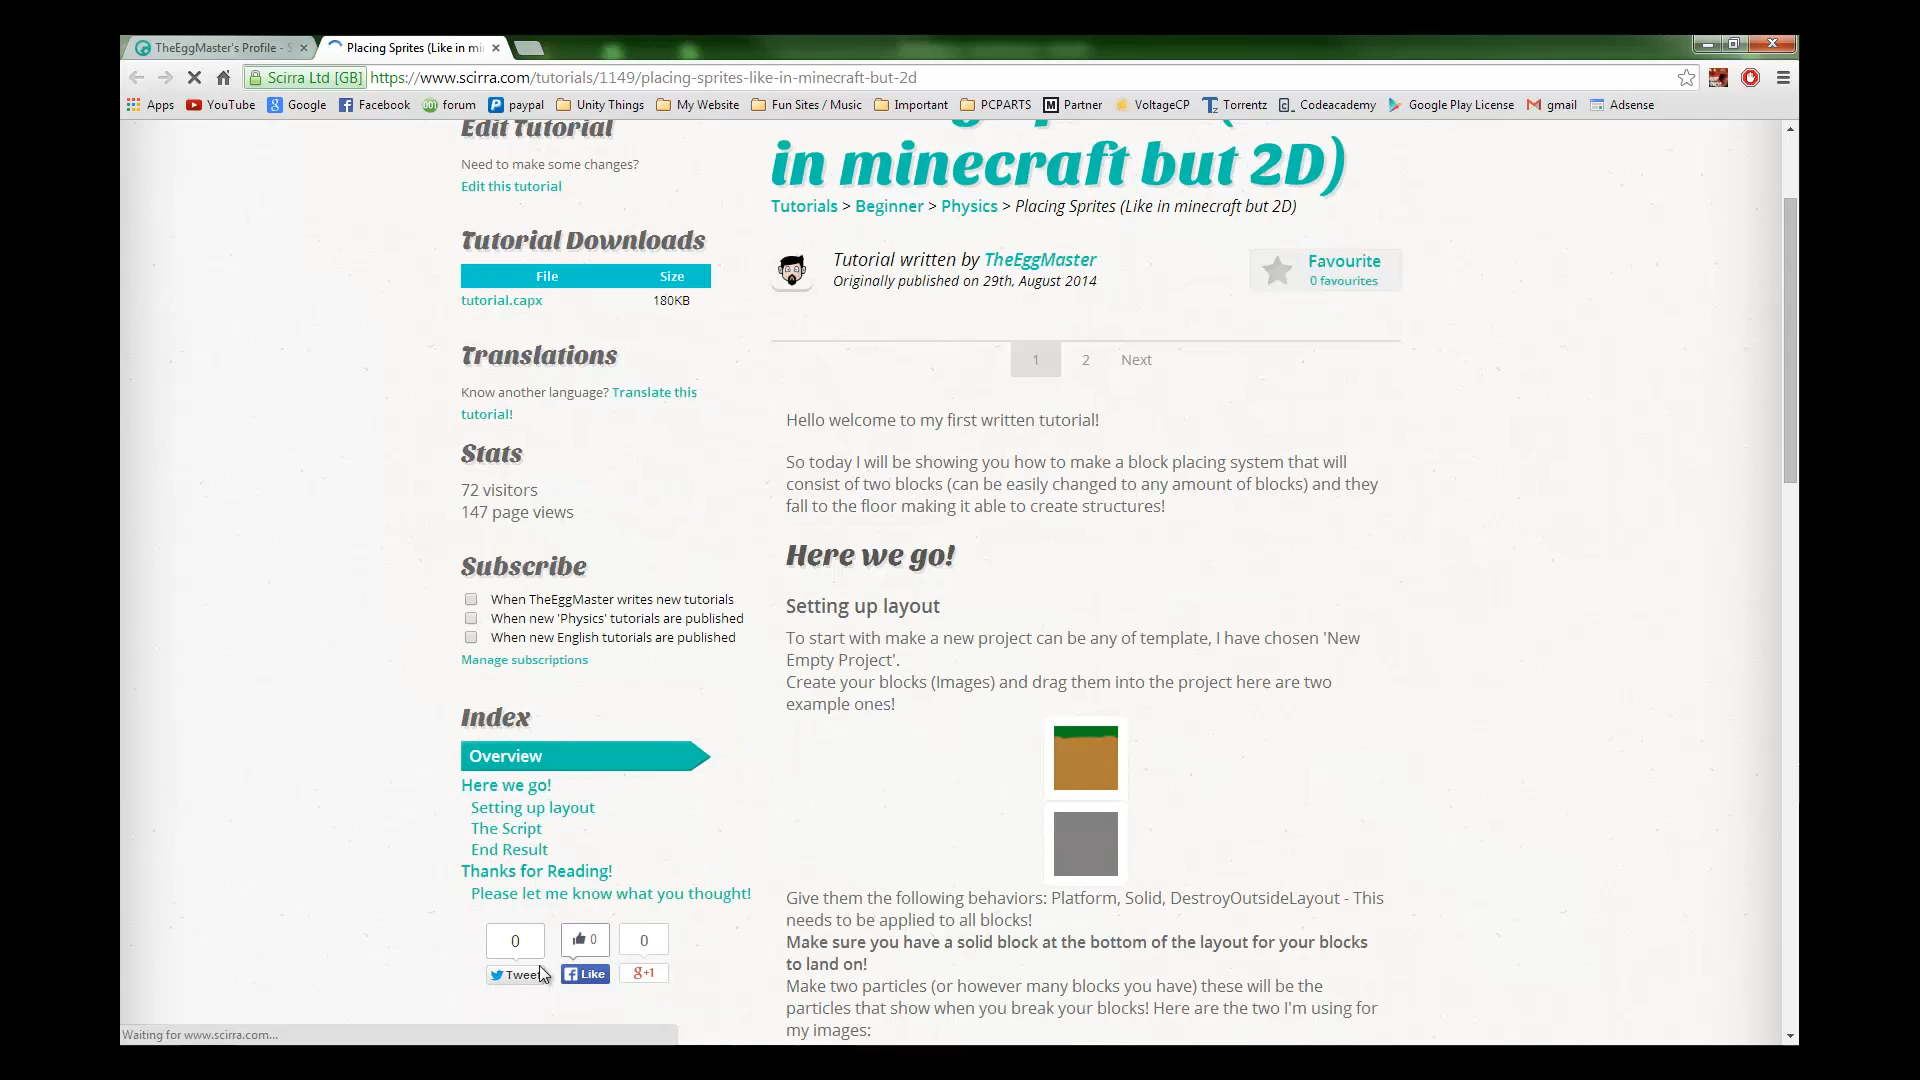 TheEggMaster's Profile - S
Placing Sprites (Like in mi
Scirra Ltd [GB]
https://www.scirra.com/tutorials/1149/placing-sprites-like-in-minecraft-but-2d
Apps
YouTube
Google
Facebook
forum
paypal
Unity Things
My Website
Fun Sites / Music
Important
PCPARTS
Partner
VoltageCP
Torrentz
Codeacademy
Google Play License
gmail
Adsense
Edit Tutorial
Need to make some changes?
Edit this tutorial
Tutorial Downloads
File Size
tutorial.capx 180KB
Translations
Know another language? Translate this
tutorial!
Stats
72 visitors
147 page views
Subscribe
When TheEggMaster writes new tutorials
When new 'Physics' tutorials are published
When new English tutorials are published
Manage subscriptions
Index
Overview
Here we go!
Setting up layout
The Script
End Result
Thanks for Reading!
Please let me know what you thought!
0 0 0
Tweet Like g+1
in minecraft but 2D)
Tutorials > Beginner > Physics > Placing Sprites (Like in minecraft but 2D)
Tutorial written by TheEggMaster
Originally published on 29th, August 2014
Favourite
0 favourites
1 2 Next
Hello welcome to my first written tutorial!
So today I will be showing you how to make a block placing system that will
consist of two blocks (can be easily changed to any amount of blocks) and they
fall to the floor making it able to create structures!
Here we go!
Setting up layout
To start with make a new project can be any of template, I have chosen 'New
Empty Project'.
Create your blocks (Images) and drag them into the project here are two
example ones!
Give them the following behaviors: Platform, Solid, DestroyOutsideLayout - This
needs to be applied to all blocks!
Make sure you have a solid block at the bottom of the layout for your blocks
to land on!
Make two particles (or however many blocks you have) these will be the
particles that show when you break your blocks! Here are the two I'm using for
my images:
Waiting for www.scirra.com...